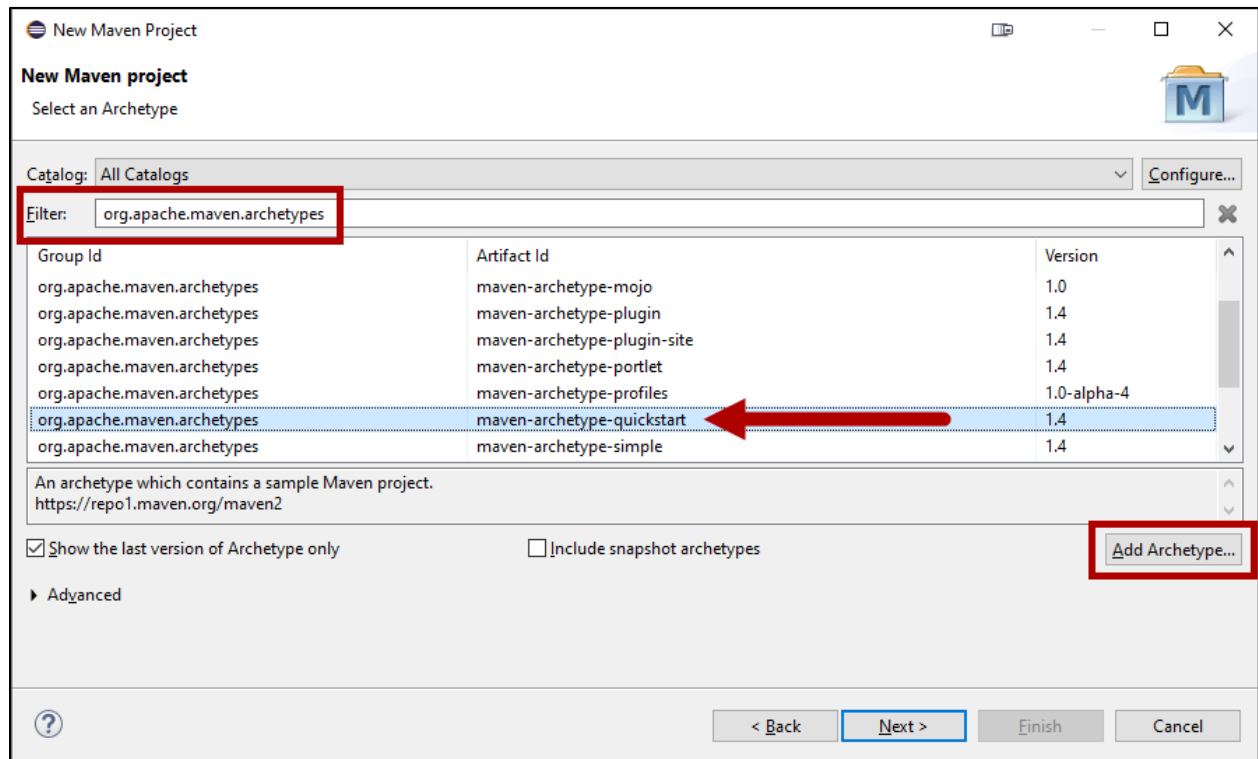 New Maven Project
New Maven project
Select an Archetype
M
Catalog: All Catalogs Configure...
Filter: org.apache.maven.archetypes
Group Id Artifact Id Version
org.apache.maven.archetypes maven-archetype-mojo 1.0
org.apache.maven.archetypes maven-archetype-plugin 1.4
org.apache.maven.archetypes maven-archetype-plugin-site 1.4
org.apache.maven.archetypes maven-archetype-portlet 1.4
org.apache.maven.archetypes maven-archetype-profiles 1.0-alpha-4
org.apache.maven.archetypes maven-archetype-quickstart 1.4
org.apache.maven.archetypes maven-archetype-simple 1.4
An archetype which contains a sample Maven project.
https://repo1.maven.org/maven2
Show the last version of Archetype only Include snapshot archetypes Add Archetype...
Advanced
? < Back Next > Finish Cancel